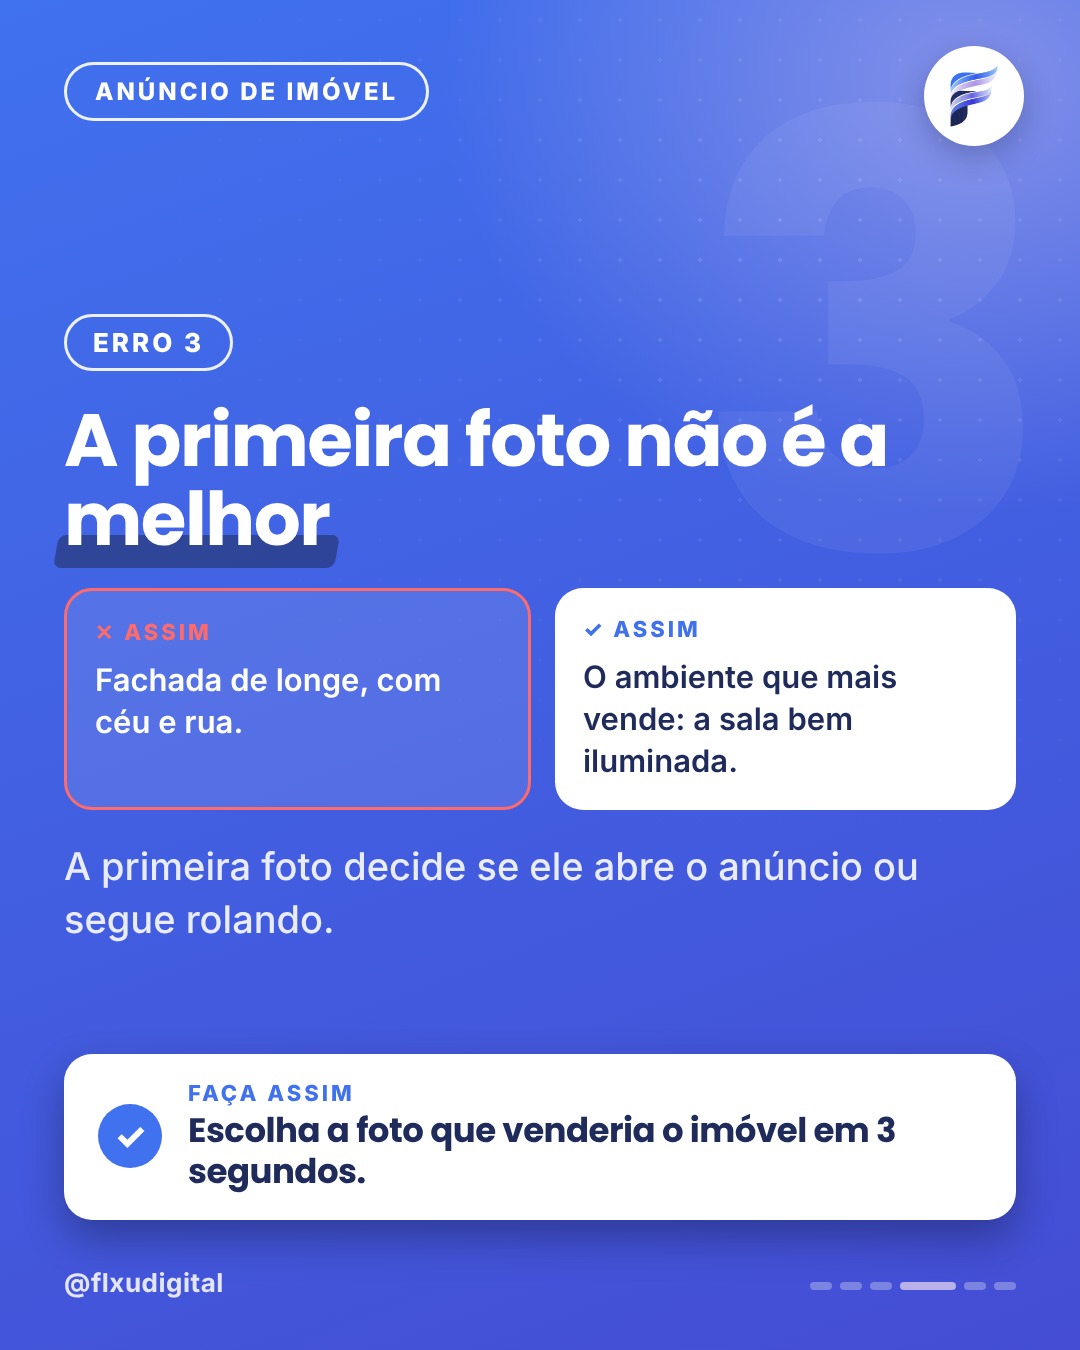 ANÚNCIO DE IMÓVEL
F
3
ERRO 3
A primeira foto não é a
melhor
✕ ASSIM
Fachada de longe, com
céu e rua.
✓ ASSIM
O ambiente que mais
vende: a sala bem
iluminada.
A primeira foto decide se ele abre o anúncio ou
segue rolando.
FAÇA ASSIM
Escolha a foto que venderia o imóvel em 3
segundos.
@flxudigital